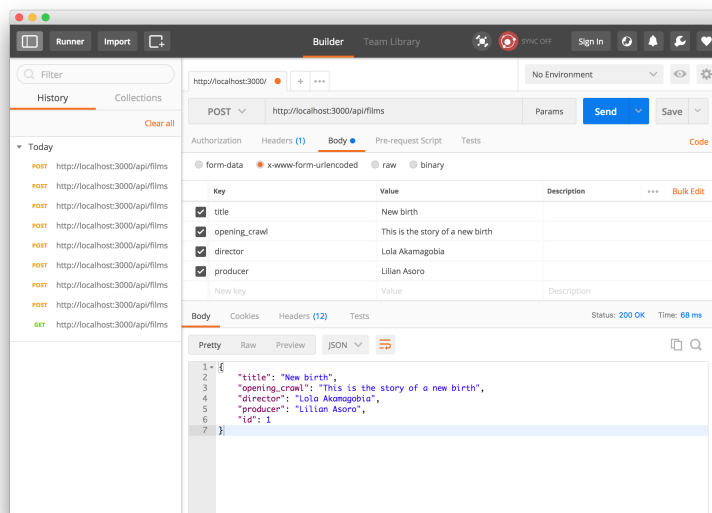 Runner Import Builder Team Library SYNC OFF Sign In
Filter
History Collections
Clear all
Today
POST http://localhost:3000/api/films
POST http://localhost:3000/api/films
POST http://localhost:3000/api/films
POST http://localhost:3000/api/films
POST http://localhost:3000/api/films
POST http://localhost:3000/api/films
POST http://localhost:3000/api/films
POST http://localhost:3000/api/films
GET http://localhost:3000/api/films
http://localhost:3000/ + •••
No Environment
POST http://localhost:3000/api/films Params Send Save
Authorization Headers (1) Body Pre-request Script Tests Code
form-data x-www-form-urlencoded raw binary
Key Value Description ••• Bulk Edit
title New birth
opening_crawl This is the story of a new birth
director Lola Akamagobia
producer Lilian Asoro
New key Value Description
Body Cookies Headers (12) Tests Status: 200 OK Time: 68 ms
Pretty Raw Preview JSON
1 {
2 "title": "New birth",
3 "opening_crawl": "This is the story of a new birth",
4 "director": "Lola Akamagobia",
5 "producer": "Lilian Asoro",
6 "id": 1
7 }